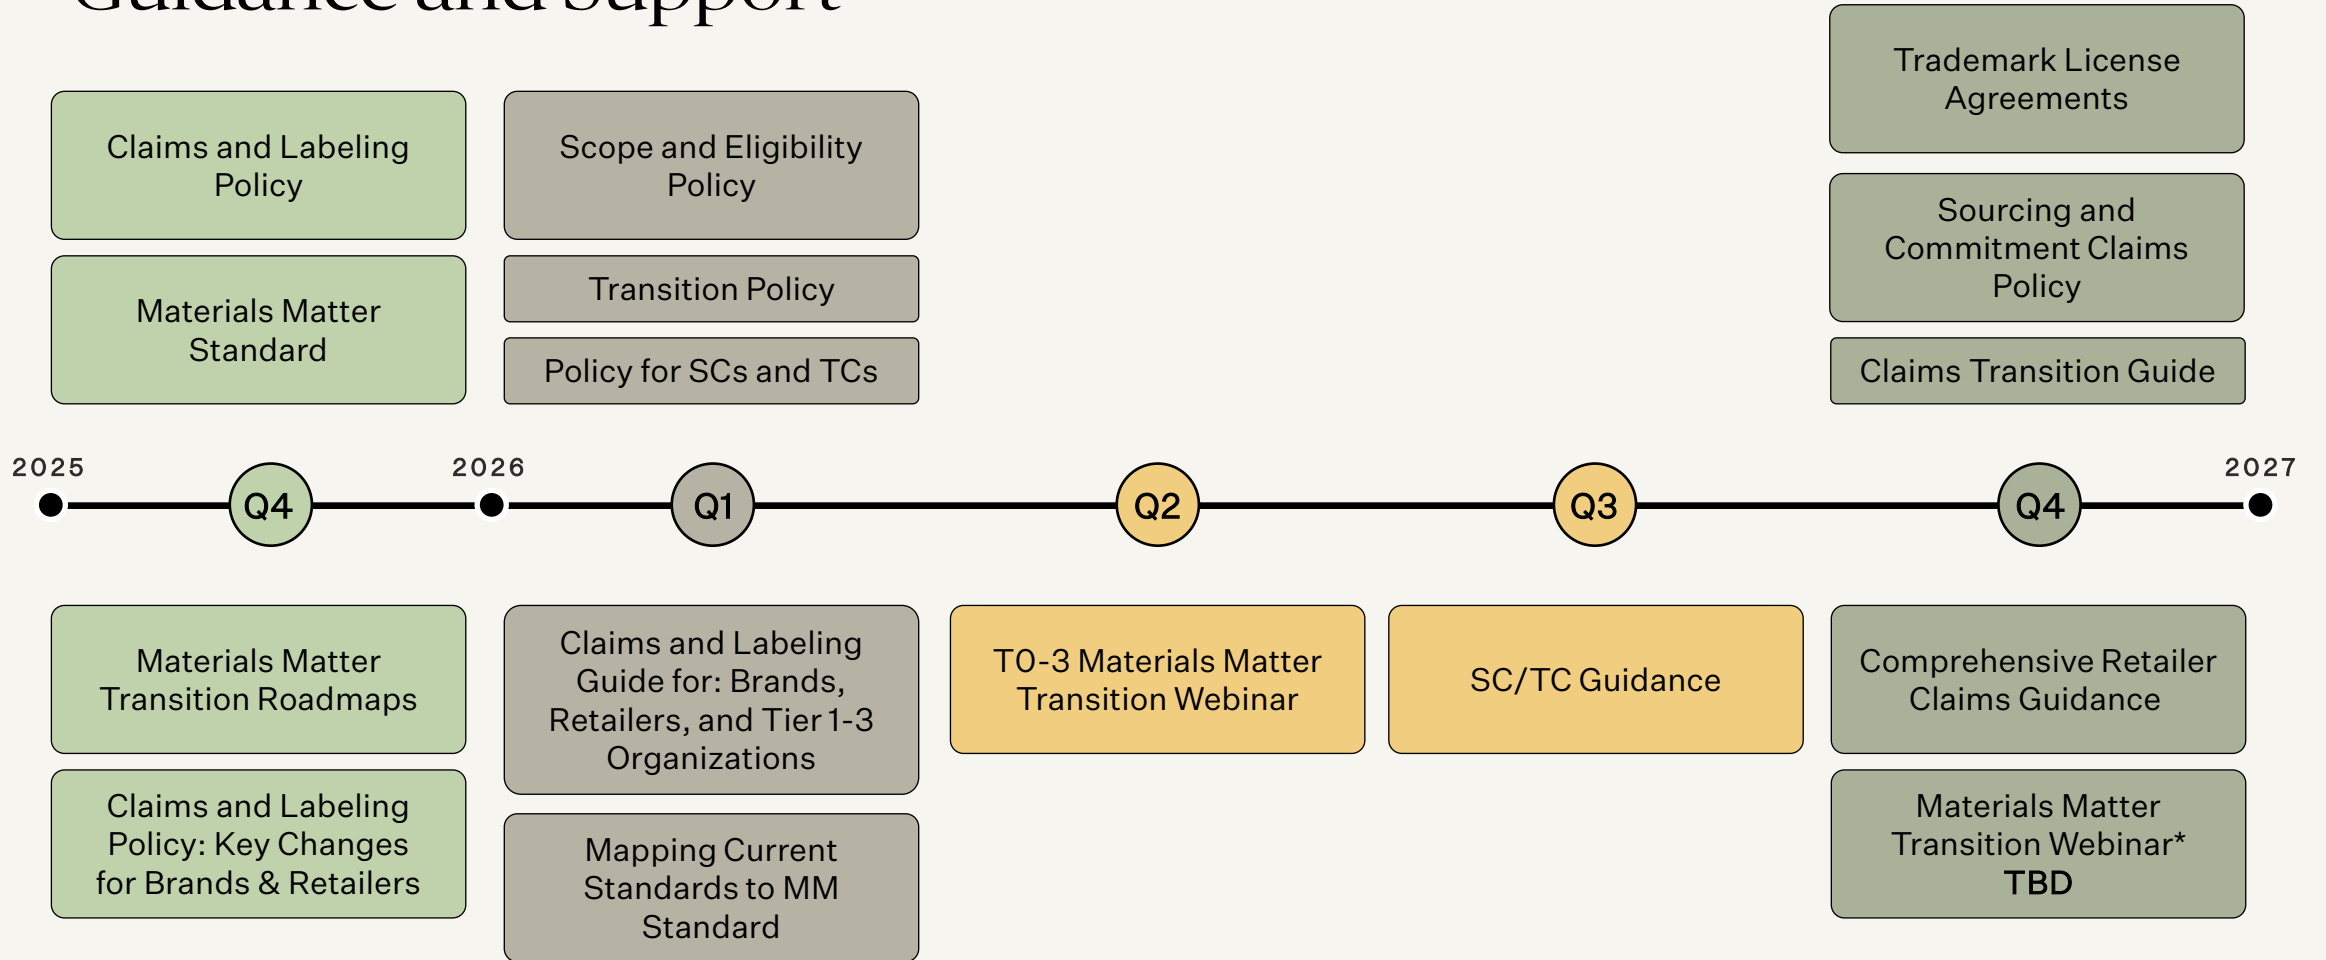 Guidance and Support
Trademark License
Agreements
Claims and Labeling
Policy
Scope and Eligibility
Policy
Sourcing and
Commitment Claims
Policy
Materials Matter
Standard
Transition Policy
Policy for SCs and TCs
Claims Transition Guide
2025
2026
2027
Q4
Q1
Q2
Q3
Q4
Materials Matter
Transition Roadmaps
Claims and Labeling
Policy: Key Changes
for Brands & Retailers
Claims and Labeling
Guide for: Brands,
Retailers, and Tier 1-3
Organizations
Mapping Current
Standards to MM
Standard
T0-3 Materials Matter
Transition Webinar
SC/TC Guidance
Comprehensive Retailer
Claims Guidance
Materials Matter
Transition Webinar*
TBD